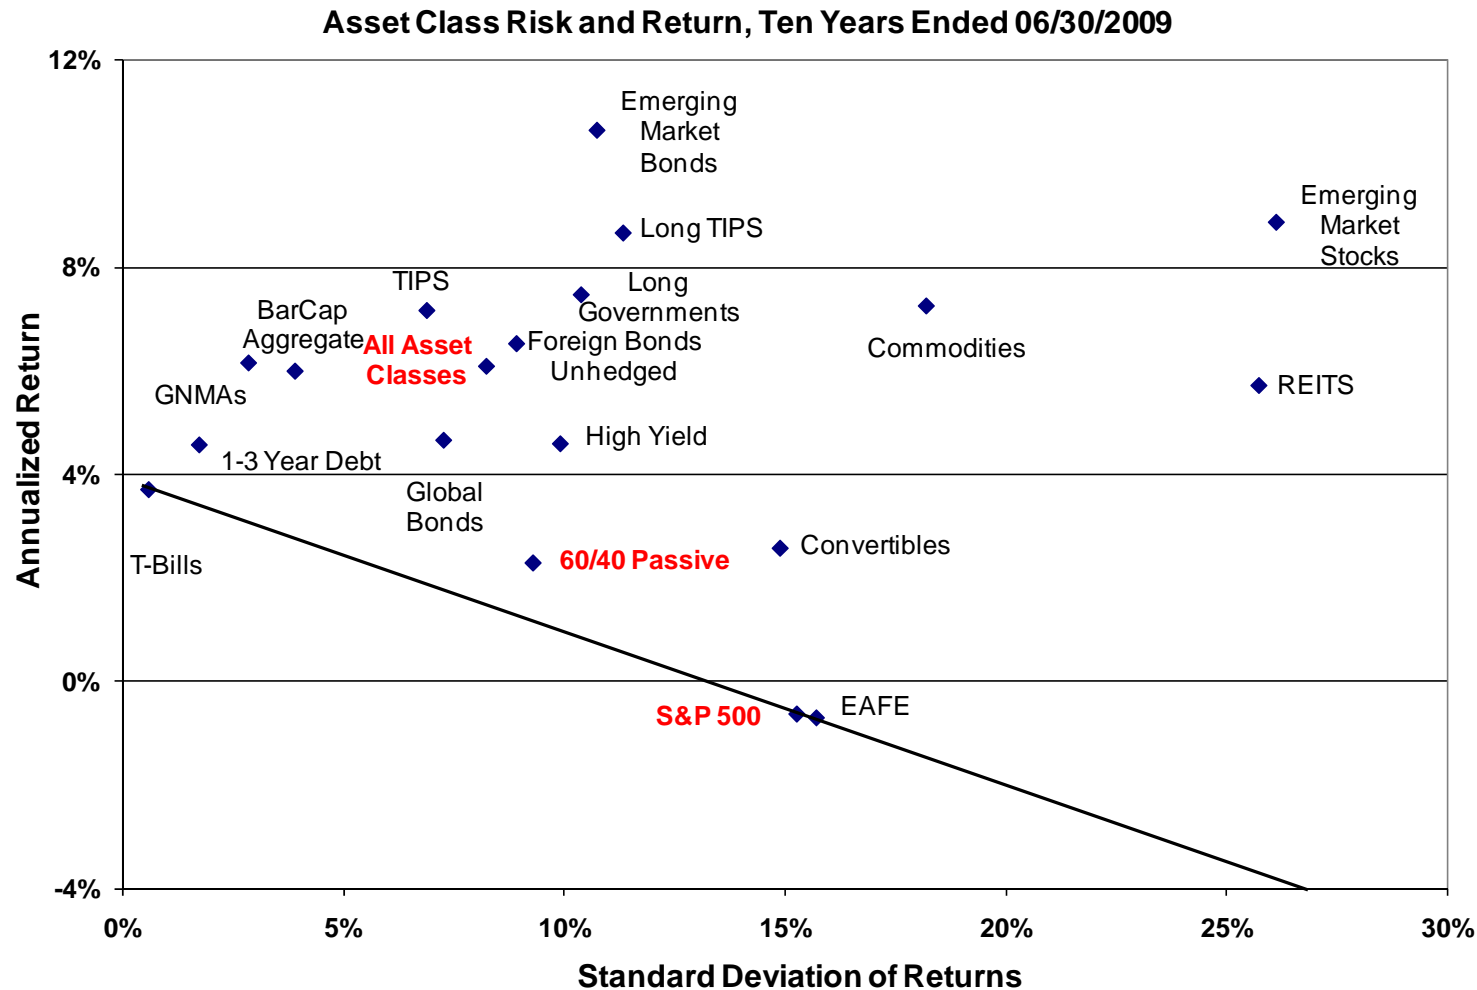 Asset Class Risk and Return, Ten Years Ended 06/30/2009
12%
8%
4%
0%
-4%
Annualized Return
Emerging
Market
Bonds
Emerging
Market
Stocks
Long TIPS
TIPS
Long
Governments
BarCap
Aggregate
All Asset
Classes
Foreign Bonds
Unhedged
Commodities
GNMAs
REITS
High Yield
1-3 Year Debt
Global
Bonds
T-Bills
60/40 Passive
Convertibles
S&P 500
EAFE
0%
5%
10%
15%
20%
25%
30%
Standard Deviation of Returns